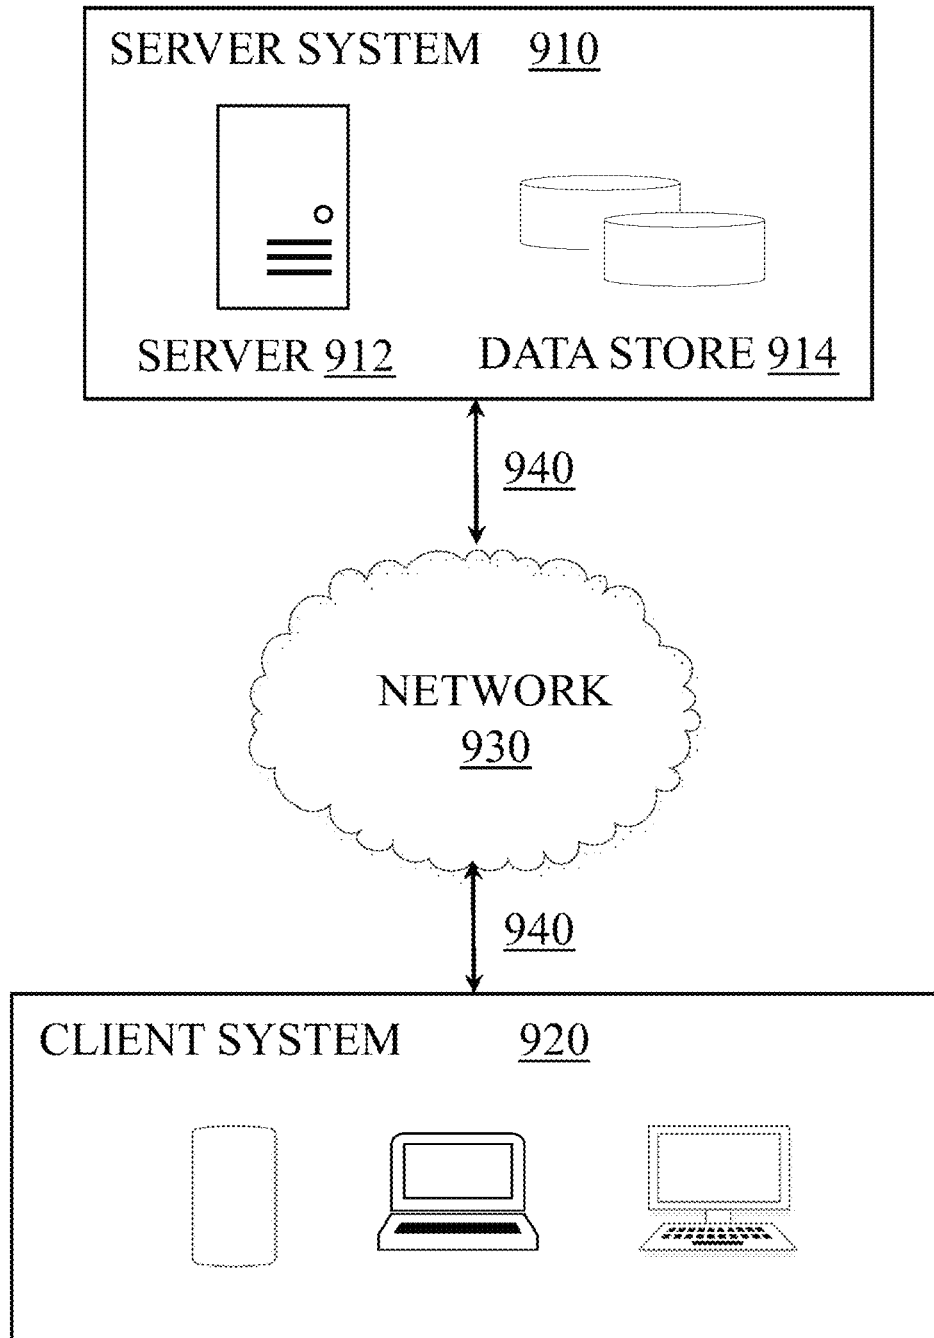 SERVER SYSTEM 910
SERVER 912 DATA STORE 914
940
NETWORK
930
940
CLIENT SYSTEM 920